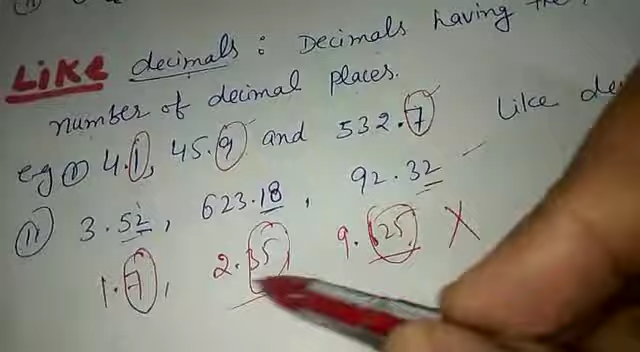 Like decimals : Decimals having the
number of decimal places.
eg (i) 4.1, 45.9 and 532.7 Like de
(ii) 3.52, 623.18, 92.32
1.7, 2.35 9.625 X